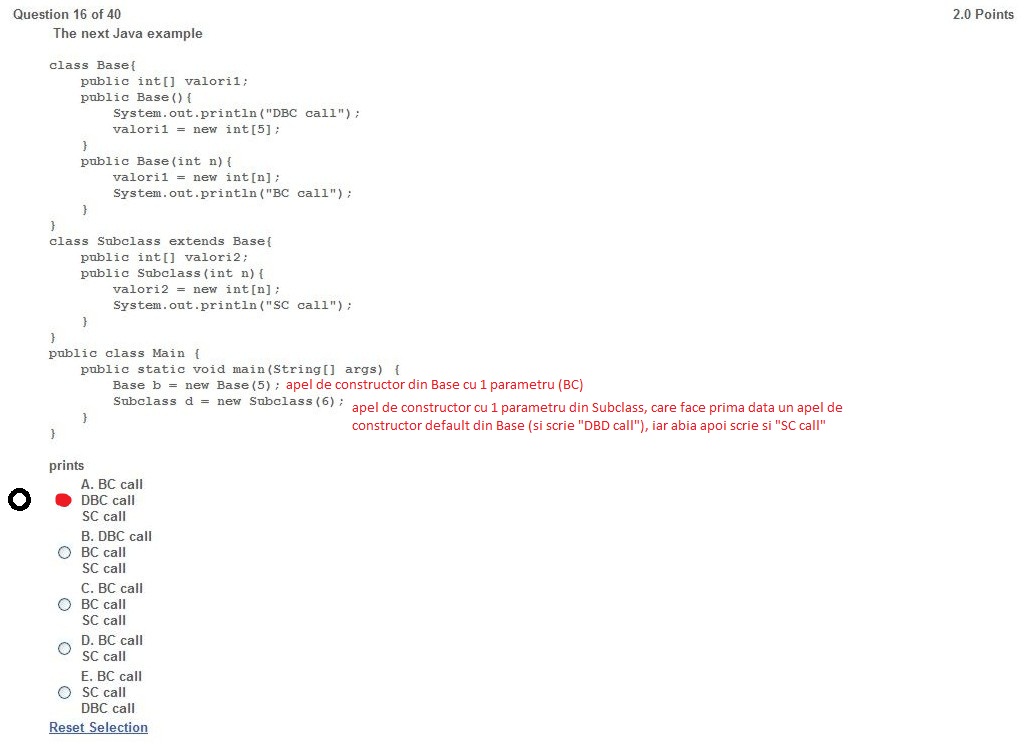 Question 16 of 40 2.0 Points
The next Java example
class Base{
    public int[] valori1;
    public Base(){
        System.out.println("DBC call");
        valori1 = new int[5];
    }
    public Base(int n){
        valori1 = new int[n];
        System.out.println("BC call");
    }
}
class Subclass extends Base{
    public int[] valori2;
    public Subclass(int n){
        valori2 = new int[n];
        System.out.println("SC call");
    }
}
public class Main {
    public static void main(String[] args) {
        Base b = new Base(5); apel de constructor din Base cu 1 parametru (BC)
        Subclass d = new Subclass(6); apel de constructor cu 1 parametru din Subclass, care face prima data un apel de
constructor default din Base (si scrie "DBD call"), iar abia apoi scrie si "SC call"
    }
}
prints
A. BC call
DBC call
SC call
B. DBC call
BC call
SC call
C. BC call
BC call
SC call
D. BC call
SC call
E. BC call
SC call
DBC call
Reset Selection